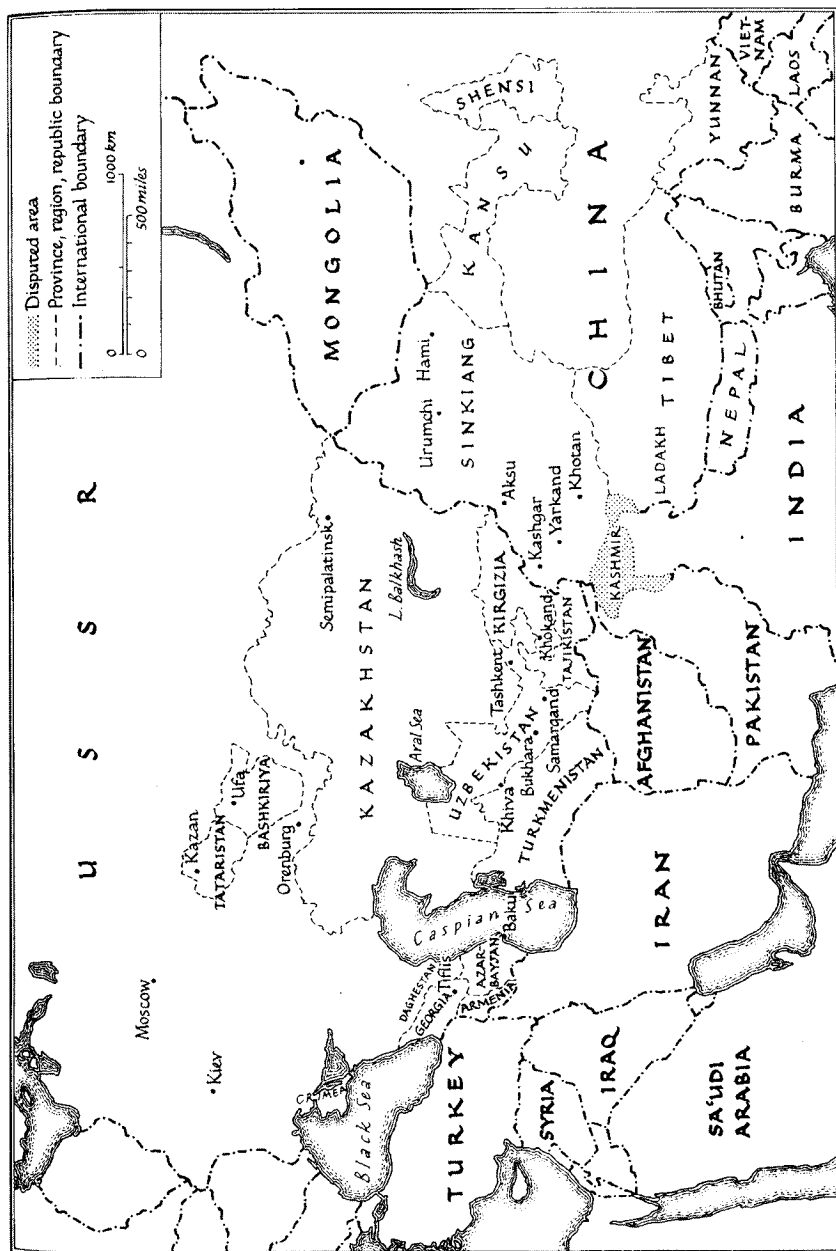 Disputed area
Province, region, republic boundary
International boundary
0 1000 km
0 500 miles
U S S R
Moscow
Kiev
Kazan
TATARISTAN
Ufa
BASHKIRIYA
Orenburg
KAZAKHSTAN
Semipalatinsk
L. Balkhash
Aral Sea
MONGOLIA
CRIMEA
Black Sea
DAGHESTAN
GEORGIA
Tiflis
ARMENIA
AZAR-
BAYJAN
Baku
Caspian Sea
UZBEKISTAN
Khiva
Bukhara
Samarqand
TURKMENISTAN
Tashkent
KIRGIZIA
Khokand
TAJIKISTAN
Urumchi
Hami
SINKIANG
Aksu
Kashgar
Yarkand
Khotan
KANSU
SHENSI
CHINA
TURKEY
SYRIA
IRAQ
SA'UDI
ARABIA
IRAN
AFGHANISTAN
PAKISTAN
KASHMIR
LADAKH
TIBET
NEPAL
BHUTAN
INDIA
YUNNAN
VIET-
NAM
LAOS
BURMA